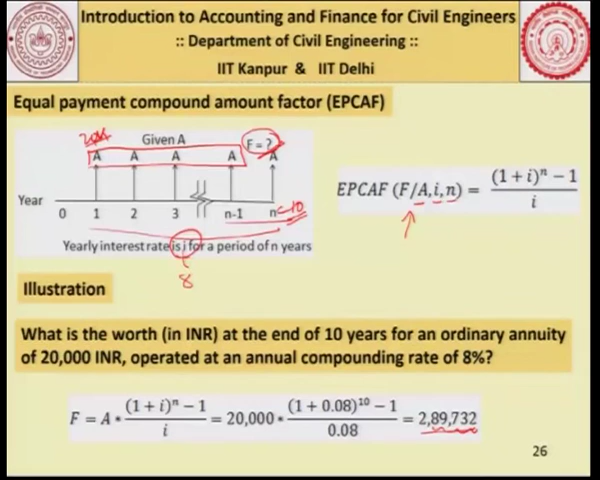 Introduction to Accounting and Finance for Civil Engineers
:: Department of Civil Engineering ::
IIT Kanpur & IIT Delhi
Equal payment compound amount factor (EPCAF)
Given A
F = ?
A A A A A
Year
0 1 2 3 n-1 n =10
Yearly interest rate is i for a period of n years
8
EPCAF (F/A,i,n) = \frac{(1+i)^n − 1}{i}
Illustration
What is the worth (in INR) at the end of 10 years for an ordinary annuity
of 20,000 INR, operated at an annual compounding rate of 8%?
F = A * \frac{(1+i)^n − 1}{i} = 20,000 * \frac{(1+0.08)^{10} − 1}{0.08} = 2,89,732
26